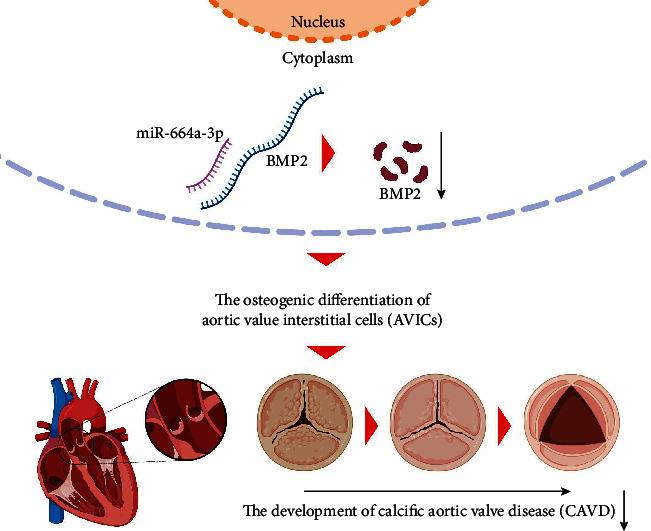 Nucleus
Cytoplasm
miR-664a-3p
BMP2
BMP2
The osteogenic differentiation of
aortic value interstitial cells (AVICs)
The development of calcific aortic valve disease (CAVD)